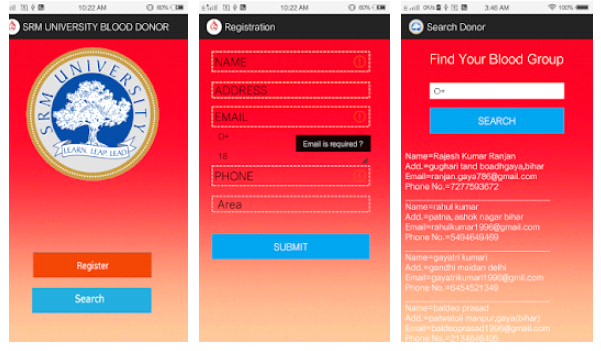 10:22 AM
60%
SRM UNIVERSITY BLOOD DONOR
SRM UNIVERSITY
LEARN, LEAP, LEAD
Register
Search
10:22 AM
60%
Registration
NAME
ADDRESS
EMAIL
O+
Email is required ?
18
PHONE
Area
SUBMIT
3:46 AM
100%
Search Donor
Find Your Blood Group
O+
SEARCH
Name=Rajesh Kumar Ranjan
Add.=gughari tand boadhgaya,bihar
Email=ranjan.gaya786@gmail.com
Phone No.=7277593672
Name=rahul kumar
Add.=patna, ashok nagar bihar
Email=rahulkumar1996@gmail.com
Phone No.=5494649469
Name=gayatri kumari
Add.=gandhi maidan delhi
Email=gayatrikumari1996@gmil.com
Phone No.=6454521349
Name=baldeo prasad
Add.=patwatoli manpur,gaya(bihar)
Email=baldeoprasad1996@gmail.com
Phone No.=2134646405